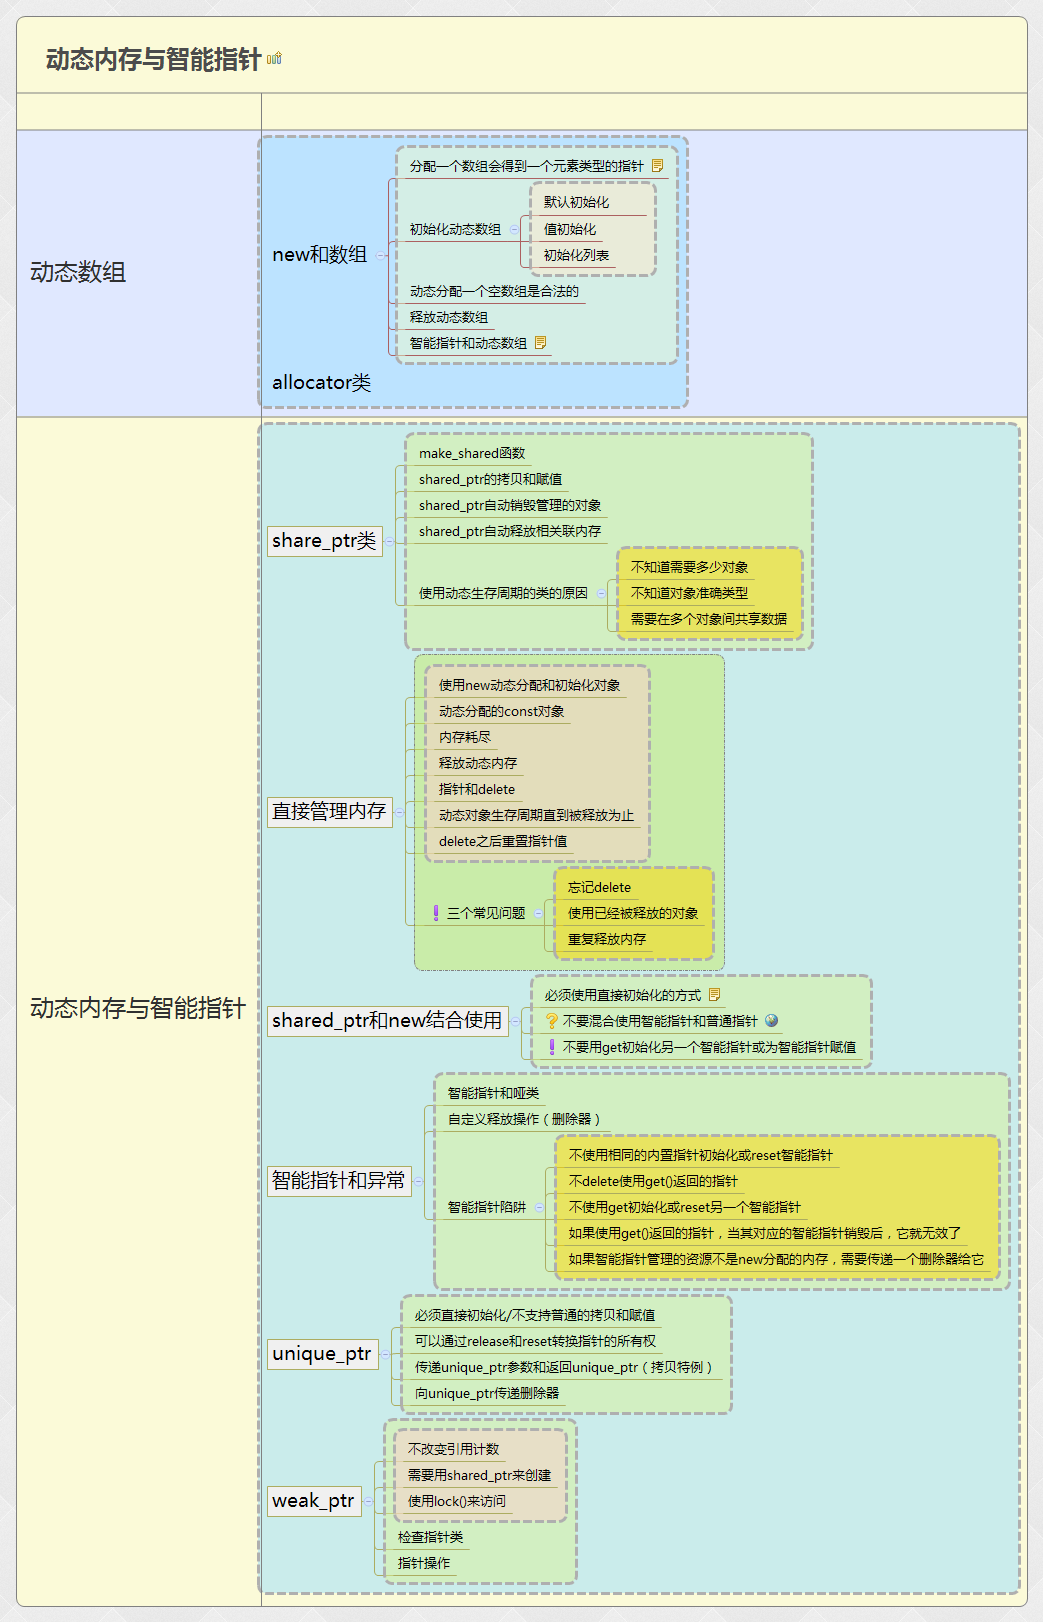 动态内存与智能指针
动态数组
new和数组
分配一个数组会得到一个元素类型的指针
初始化动态数组
默认初始化
值初始化
初始化列表
动态分配一个空数组是合法的
释放动态数组
智能指针和动态数组
allocator类
动态内存与智能指针
share_ptr类
make_shared函数
shared_ptr的拷贝和赋值
shared_ptr自动销毁管理的对象
shared_ptr自动释放相关联内存
使用动态生存周期的类的原因
不知道需要多少对象
不知道对象准确类型
需要在多个对象间共享数据
直接管理内存
使用new动态分配和初始化对象
动态分配的const对象
内存耗尽
释放动态内存
指针和delete
动态对象生存周期直到被释放为止
delete之后重置指针值
三个常见问题
忘记delete
使用已经被释放的对象
重复释放内存
shared_ptr和new结合使用
必须使用直接初始化的方式
不要混合使用智能指针和普通指针
不要用get初始化另一个智能指针或为智能指针赋值
智能指针和异常
智能指针和哑类
自定义释放操作（删除器）
智能指针陷阱
不使用相同的内置指针初始化或reset智能指针
不delete使用get()返回的指针
不使用get初始化或reset另一个智能指针
如果使用get()返回的指针，当其对应的智能指针销毁后，它就无效了
如果智能指针管理的资源不是new分配的内存，需要传递一个删除器给它
unique_ptr
必须直接初始化/不支持普通的拷贝和赋值
可以通过release和reset转换指针的所有权
传递unique_ptr参数和返回unique_ptr（拷贝特例）
向unique_ptr传递删除器
weak_ptr
不改变引用计数
需要用shared_ptr来创建
使用lock()来访问
检查指针类
指针操作